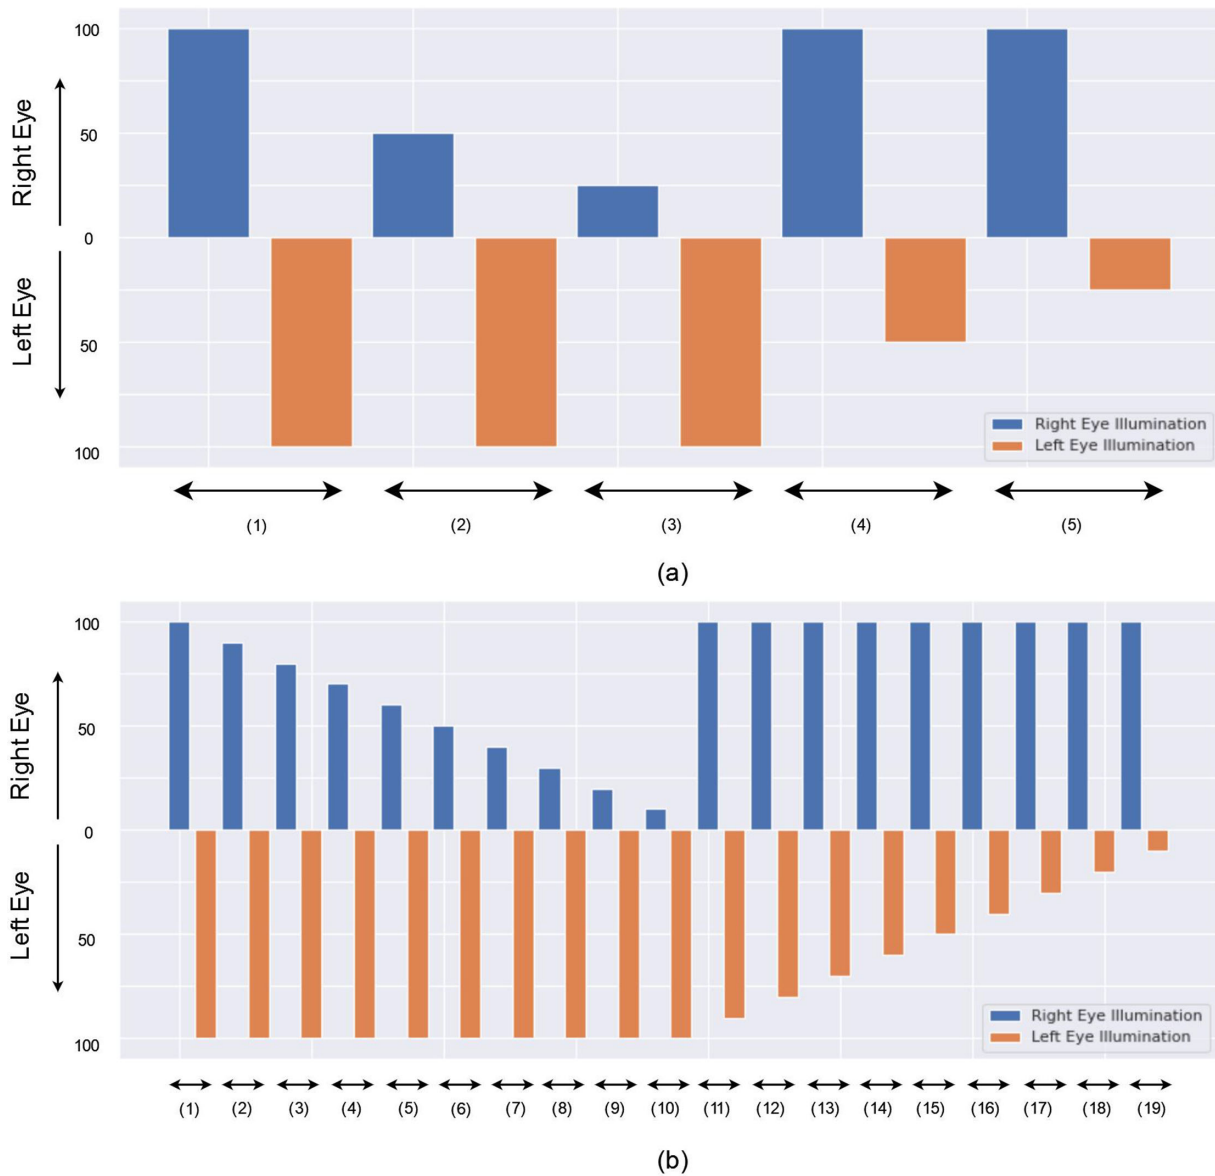 100
50
0
50
100
Right Eye
Left Eye
Right Eye Illumination
Left Eye Illumination
(1) (2) (3) (4) (5)
(a)
100
50
0
50
100
Right Eye
Left Eye
Right Eye Illumination
Left Eye Illumination
(1) (2) (3) (4) (5) (6) (7) (8) (9) (10) (11) (12) (13) (14) (15) (16) (17) (18) (19)
(b)